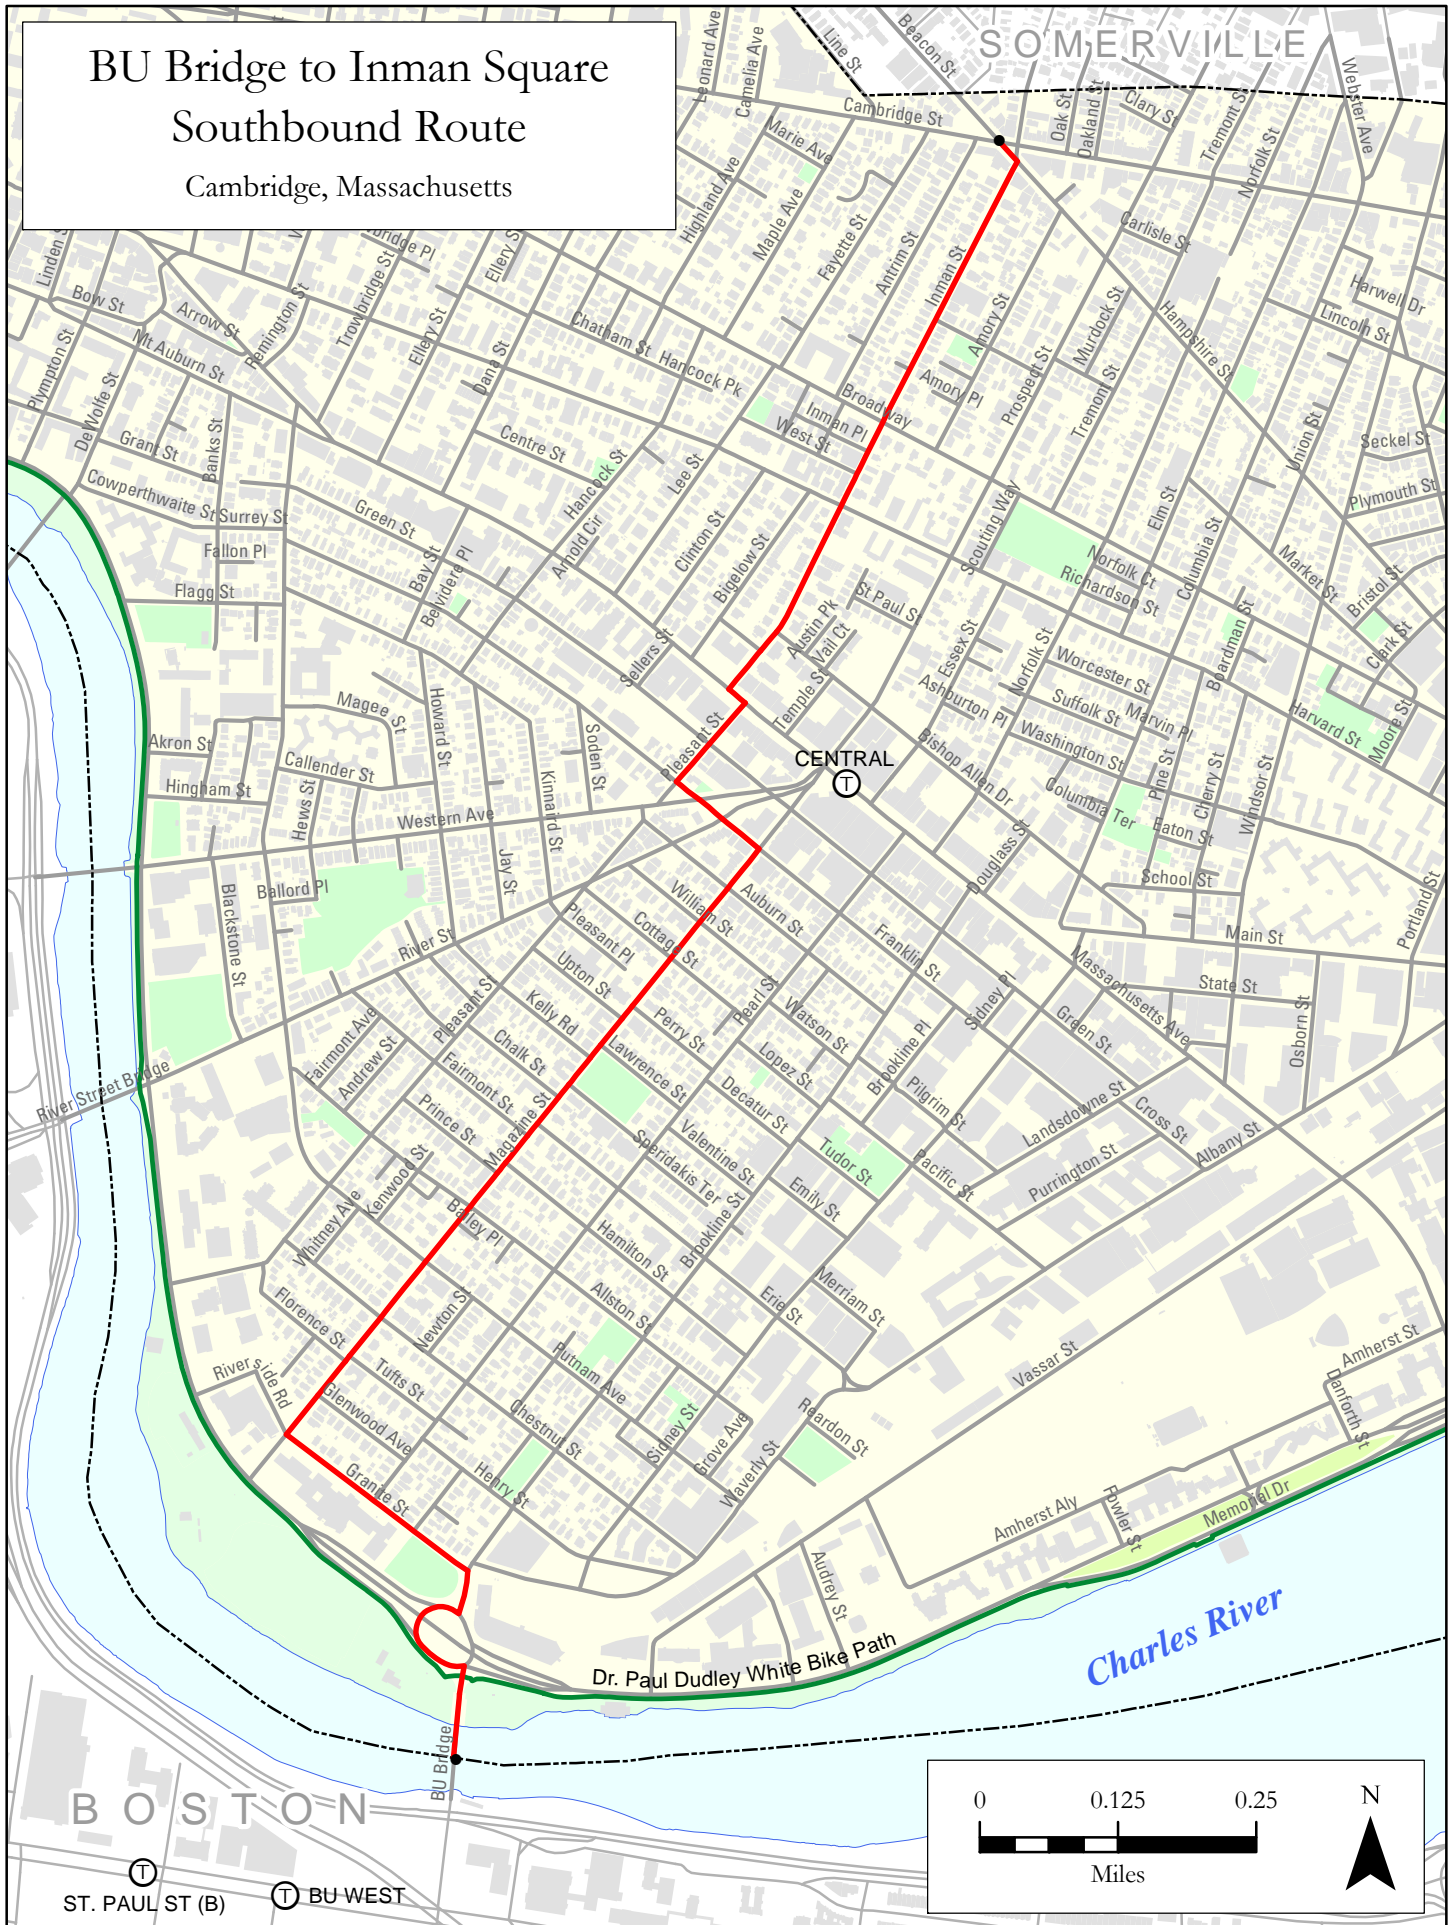 BU Bridge to Inman Square
Southbound Route
Cambridge, Massachusetts
SOMERVILLE
Line St
Beacon St
Leonard Ave
Camelia Ave
Cambridge St
Oak St
Oakland St
Clary St
Tremont St
Norfolk St
Webster Ave
Marie Ave
Highland Ave
Maple Ave
Fayette St
Antrim St
Inman St
Carlisle St
Harwell Dr
Lincoln St
Linden
bridge Pl
Ellery S
Bow St
Arrow St
Remington St
Trowbridge St
Ellery St
Mt Auburn St
Plympton St
DeWolfe St
Dana St
Chatham St
Hancock Pk
Amory St
Murdock St
Hampshire St
Amory Pl
Prospect St
Tremont St
Broadway
Inman Pl
West St
Union St
Seckel St
Plymouth St
Grant St
Banks St
Centre St
Hancock St
Lee St
Cowperthwaite St
Surrey St
Green St
Fallon Pl
Flagg St
Bay St
Belvidere Pl
Arnold Cir
Clinton St
Bigelow St
Scouting Way
Elm St
Columbia St
Norfolk Ct
Richardson St
Market St
Bristol St
Clark St
St Paul S
Austin Pk
Vail Ct
Temple St
Sellers St
Essex St
Norfolk St
Worcester St
Boardman St
Ashburton Pl
Suffolk St
Marvin Pl
Washington St
Harvard St
Moore St
Magee St
Howard St
Akron St
Callender St
Hingham St
Hews St
Kinnaird St
Soden St
Pleasant St
CENTRAL
T
Bishop Allen Dr
Pine St
Cherry St
Windsor St
Columbia Ter
Eaton St
School St
Western Ave
Jay St
Ballord Pl
Blackstone St
River St
Pleasant Pl
William St
Cottage St
Auburn St
Douglass St
Franklin St
Main St
Portland St
Massachusetts Ave
State St
Osborn St
Upton St
Kelly Rd
Perry St
Pearl St
Watson St
Sidney Pl
Green St
Pleasant St
Chalk St
Fairmont Ave
Andrew St
Fairmont St
Prince St
Lawrence St
Lopez St
Decatur St
Brookline Pl
Pilgrim St
Landsdowne St
Cross St
Albany St
River Street Bridge
Magazine St
Valentine St
Speridakis Ter
Tudor St
Pacific St
Purrington St
Emily St
Kenwood St
Whitney Ave
Bailey Pl
Hamilton St
Brookline St
Allston St
Erie St
Merriam St
Florence St
Newton St
Riverside Rd
Tufts St
Putnam Ave
Vassar St
Amherst St
Danforth St
Glenwood Ave
Chestnut St
Sidney St
Grove Ave
Reardon St
Waverly St
Granite St
Henry St
Amherst Aly
Fowler St
Memorial Dr
Audrey St
Dr. Paul Dudley White Bike Path
Charles River
BU Bridge
BOSTON
T
ST. PAUL ST (B)
T BU WEST
0 0.125 0.25
Miles
N